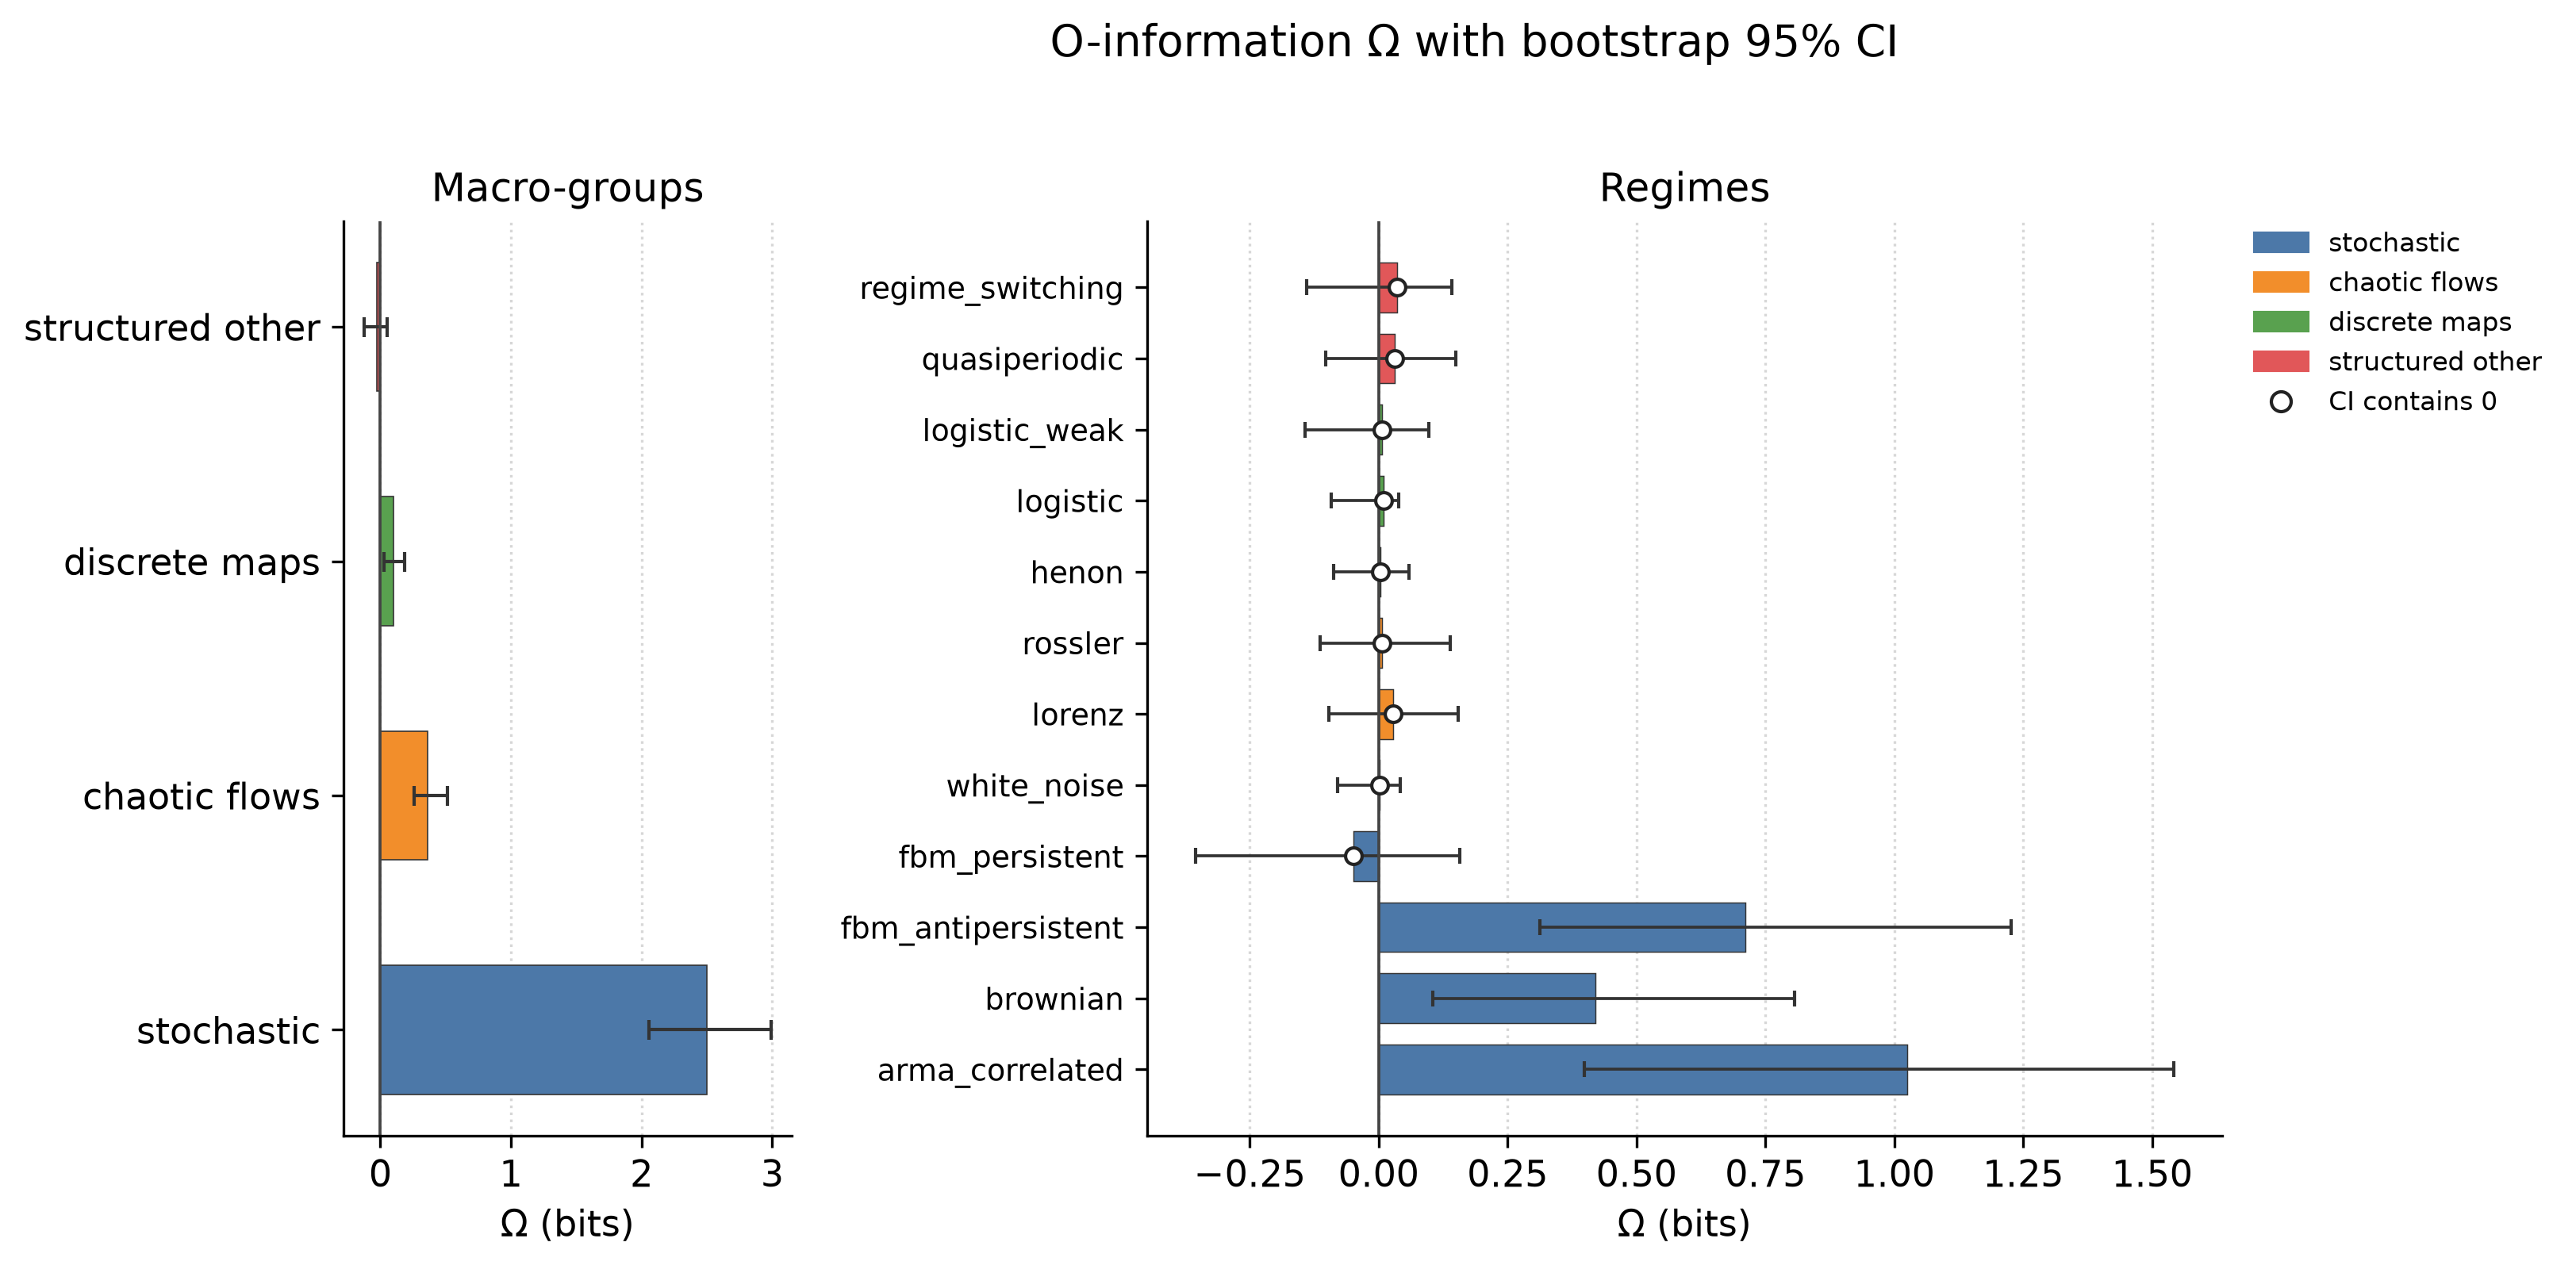 O-information Ω with bootstrap 95% CI
Macro-groups
structured other
discrete maps
chaotic flows
stochastic
0 1 2 3
Ω (bits)
Regimes
regime_switching
quasiperiodic
logistic_weak
logistic
henon
rossler
lorenz
white_noise
fbm_persistent
fbm_antipersistent
brownian
arma_correlated
−0.25 0.00 0.25 0.50 0.75 1.00 1.25 1.50
Ω (bits)
stochastic
chaotic flows
discrete maps
structured other
CI contains 0